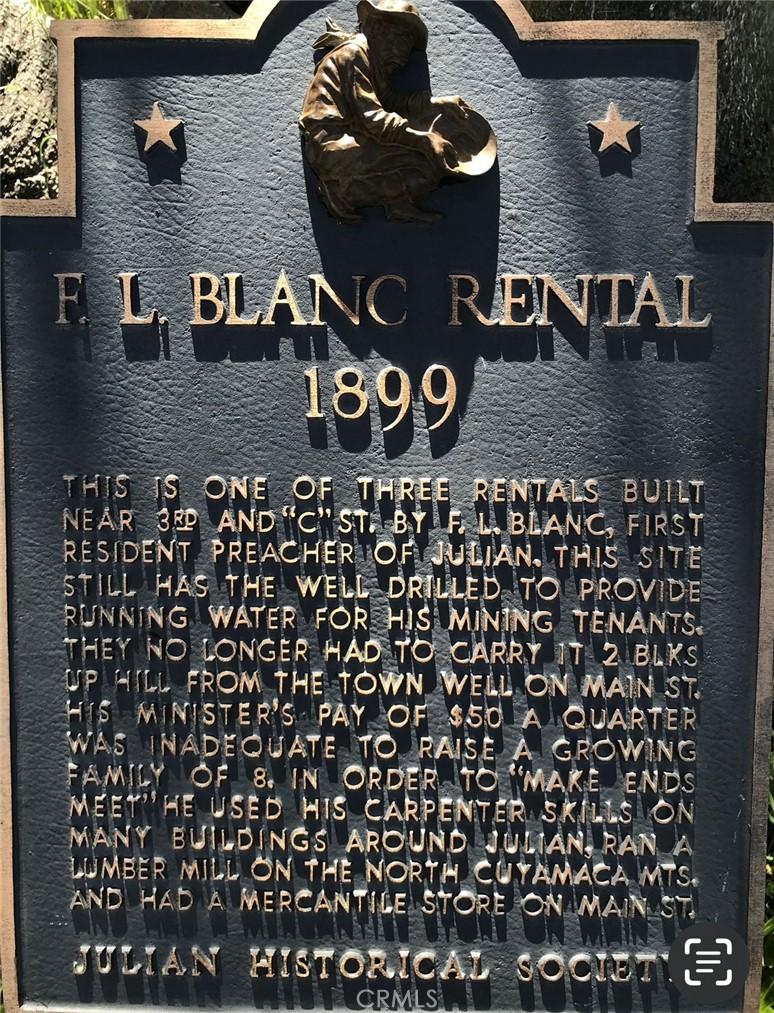 F. L. BLANC RENTAL
1899
THIS IS ONE OF THREE RENTALS BUILT
NEAR 3RD AND "C" ST. BY F. L. BLANC, FIRST
RESIDENT PREACHER OF JULIAN. THIS SITE
STILL HAS THE WELL DRILLED TO PROVIDE
RUNNING WATER FOR HIS MINING TENANTS.
THEY NO LONGER HAD TO CARRY IT 2 BLKS
UP HILL FROM THE TOWN WELL ON MAIN ST.
HIS MINISTER'S PAY OF $50 A QUARTER
WAS INADEQUATE TO RAISE A GROWING
FAMILY OF 8. IN ORDER TO "MAKE ENDS
MEET" HE USED HIS CARPENTER SKILLS ON
MANY BUILDINGS AROUND JULIAN, RAN A
LUMBER MILL ON THE NORTH CUYAMACA MTS.
AND HAD A MERCANTILE STORE ON MAIN ST.
JULIAN HISTORICAL SOCIETY
CRMLS